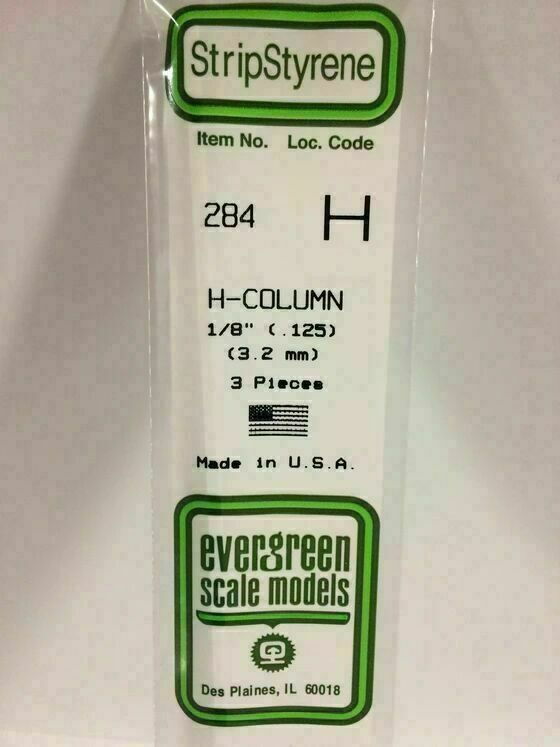 StripStyrene
Item No. Loc. Code
284 H
H-COLUMN
1/8" (.125)
(3.2 mm)
3 Pieces
Made in U.S.A.
evergreen
scale models
Des Plaines, IL 60018